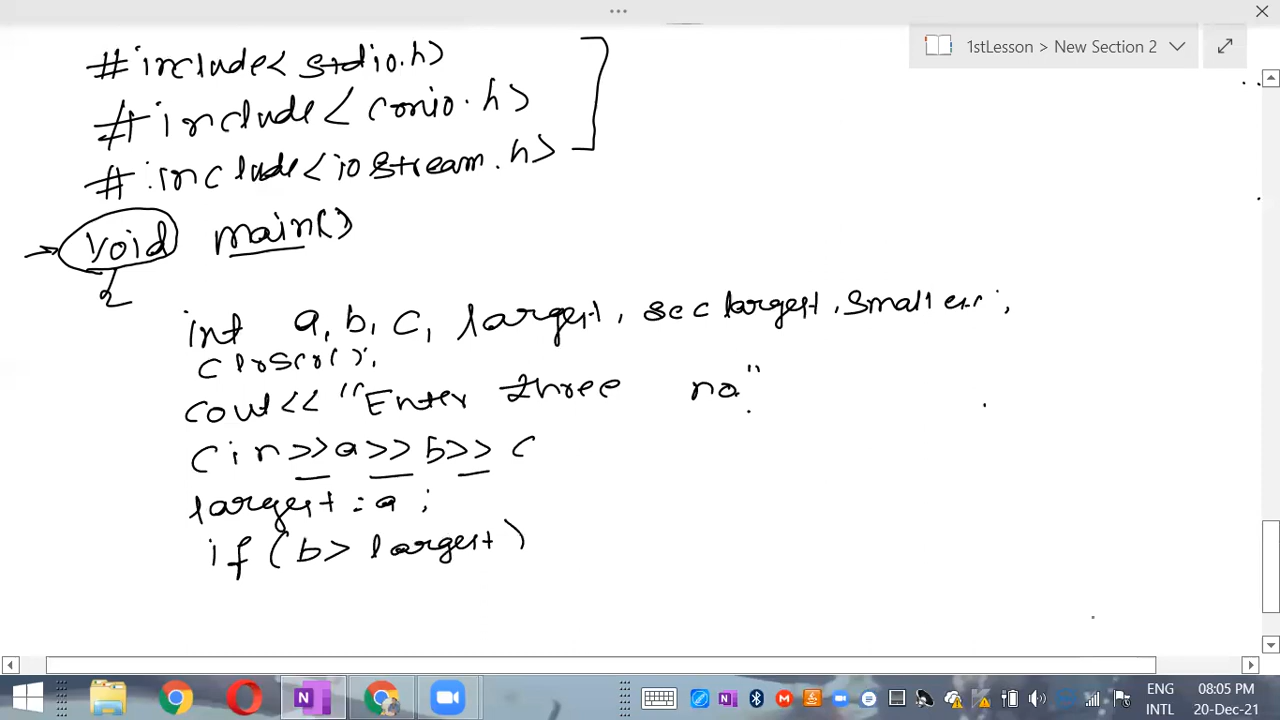 1stLesson > New Section 2
#include<stdio.h>
#include<conio.h>
#include<iostream.h>
void main()
{
int a, b, c, largest, seclargest, smallest;
clrscr();
cout<< "Enter three no"
cin>>a>>b>>c
largest=a;
if(b> largest)
ENG 08:05 PM
INTL 20-Dec-21